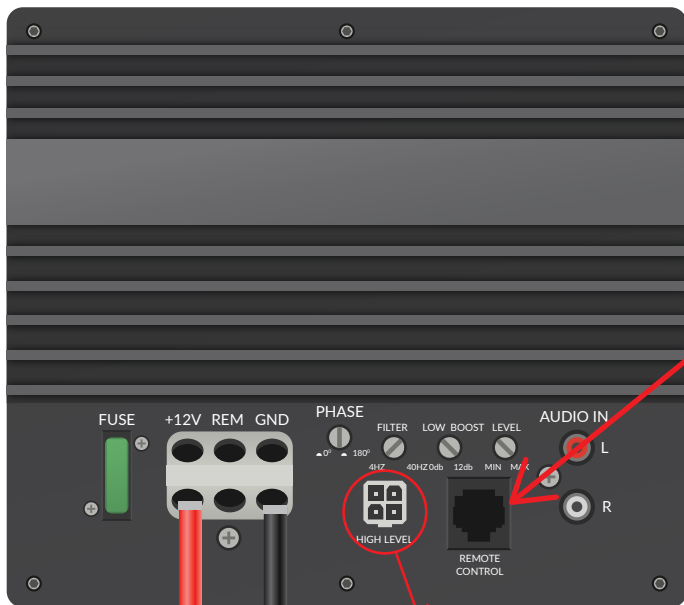 FUSE
+12V REM GND
PHASE
0° 180°
FILTER
4HZ 40HZ
LOW BOOST
0db 12db
LEVEL
MIN MAX
AUDIO IN
L
R
HIGH LEVEL
REMOTE
CONTROL